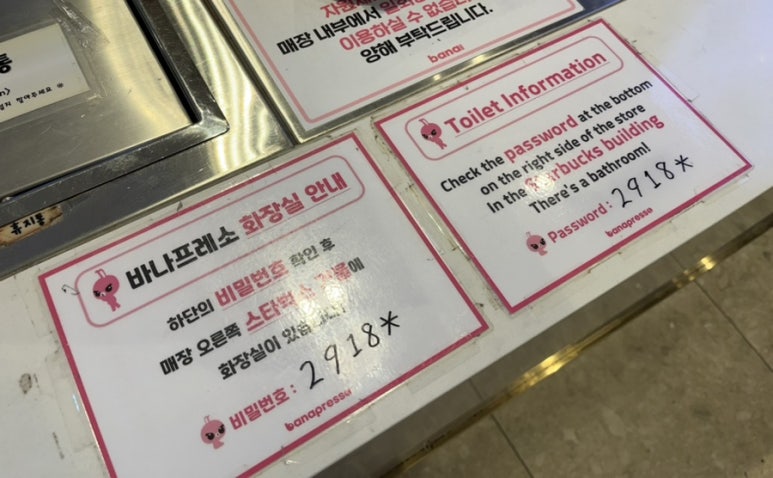 매장 내부에서
이용하실 수 없습
양해 부탁드립니다.
banai
휴지통
바나프레소 화장실 안내
하단의 비밀번호 확인 후
매장 오른쪽 스타벅스 건물에
화장실이 있습니다!
비밀번호 : 2918*
banapresso
Toilet Information
Check the password at the bottom
on the right side of the store
In the Starbucks building
There's a bathroom!
Password : 2918*
banapresso